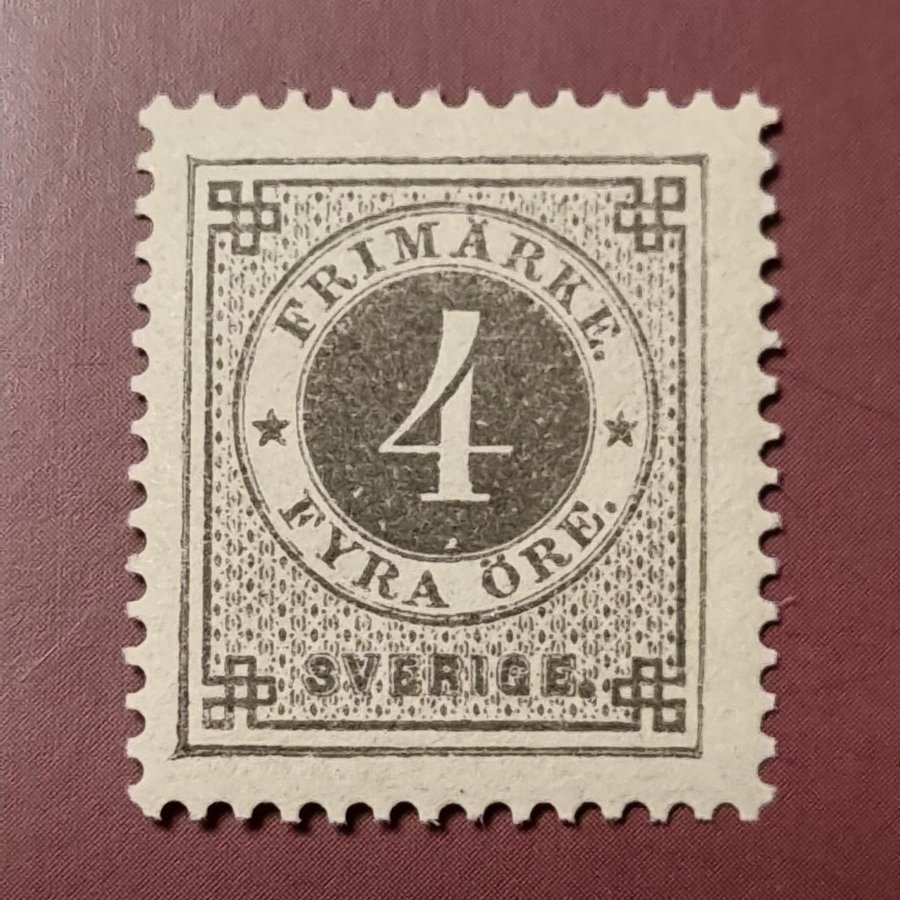 FRIMÄRKE.
4
FYRA ÖRE.
SVERIGE.